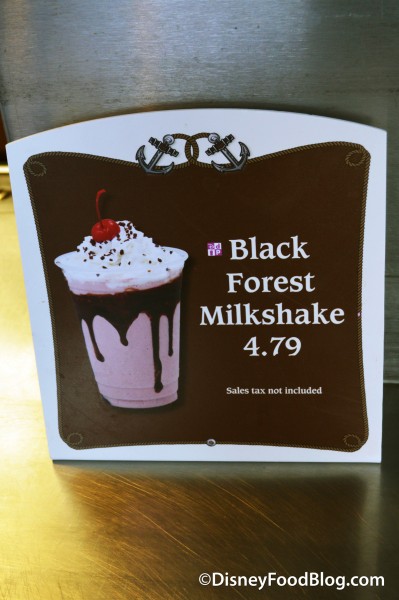 Black
Forest
Milkshake
4.79
Sales tax not included
©DisneyFoodBlog.com